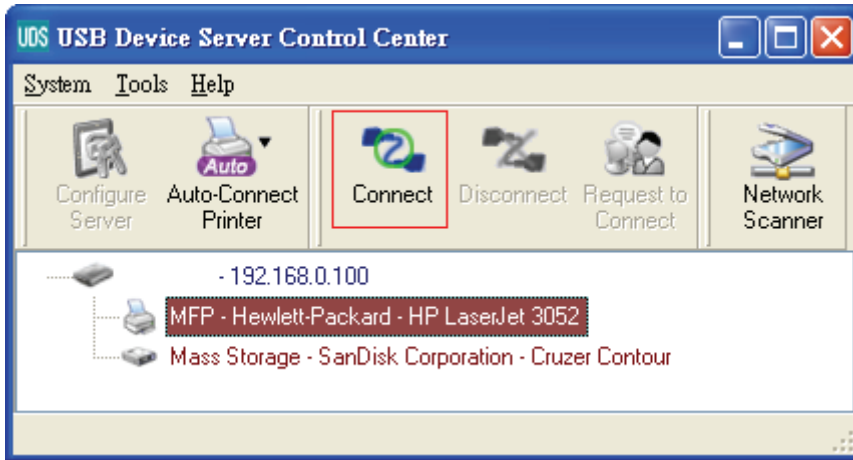 UDS USB Device Server Control Center
System Tools Help
Configure Server
Auto Auto-Connect Printer
Connect
Disconnect
Request to Connect
Network Scanner
- 192.168.0.100
MFP - Hewlett-Packard - HP LaserJet 3052
Mass Storage - SanDisk Corporation - Cruzer Contour